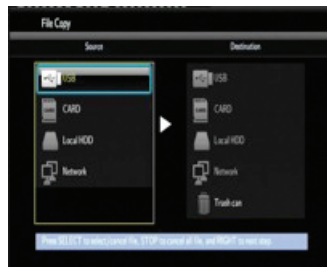 File Copy
Source
Destination
USB
CARD
Local HDD
Network
USB
CARD
Local HDD
Network
Trash can
Press SELECT to select/cancel file, STOP to cancel all file, and RIGHT to next step.